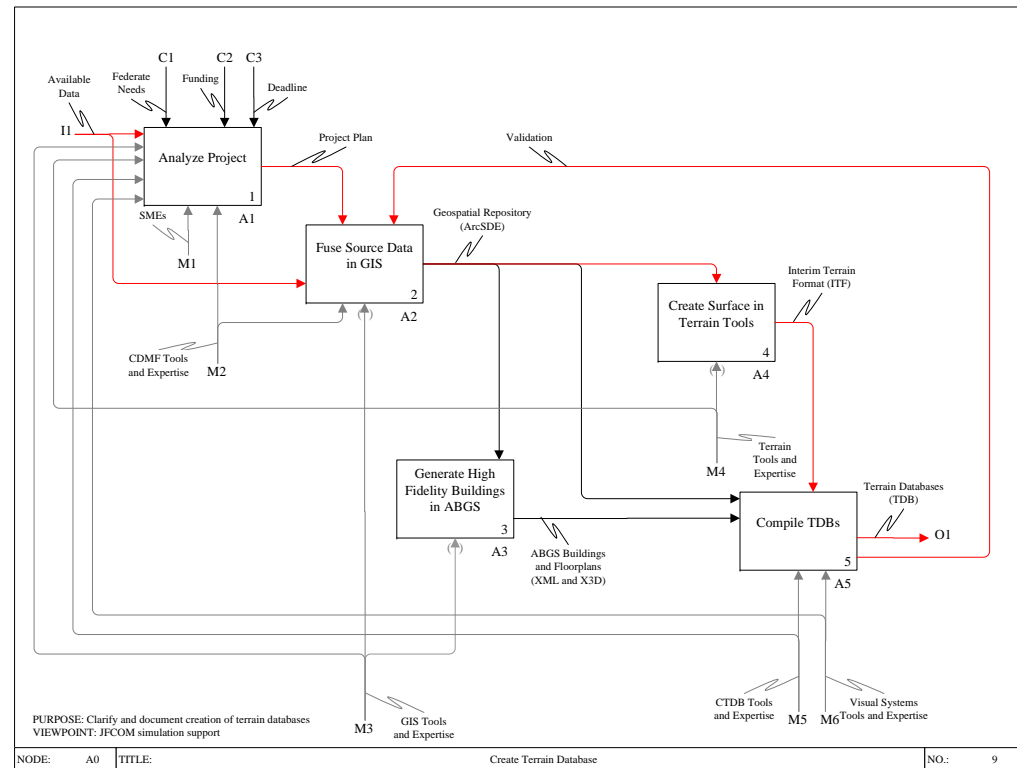 C1
C2
C3
Available
Data
Federate
Needs
Funding
Deadline
I1
Analyze Project
1
A1
Project Plan
Validation
SMEs
M1
Geospatial Repository
(ArcSDE)
Fuse Source Data
in GIS
2
A2
Interim Terrain
Format (ITF)
Create Surface in
Terrain Tools
4
A4
( )
( )
CDMF Tools
and Expertise
M2
Terrain
Tools and
Expertise
M4
Generate High
Fidelity Buildings
in ABGS
3
A3
( )
Terrain Databases
(TDB)
Compile TDBs
O1
5
A5
ABGS Buildings
and Floorplans
(XML and X3D)
PURPOSE: Clarify and document creation of terrain databases
VIEWPOINT: JFCOM simulation support
M3
GIS Tools
and Expertise
CTDB Tools
and Expertise
M5
M6
Visual Systems
Tools and Expertise
NODE: A0 TITLE: Create Terrain Database NO.: 9